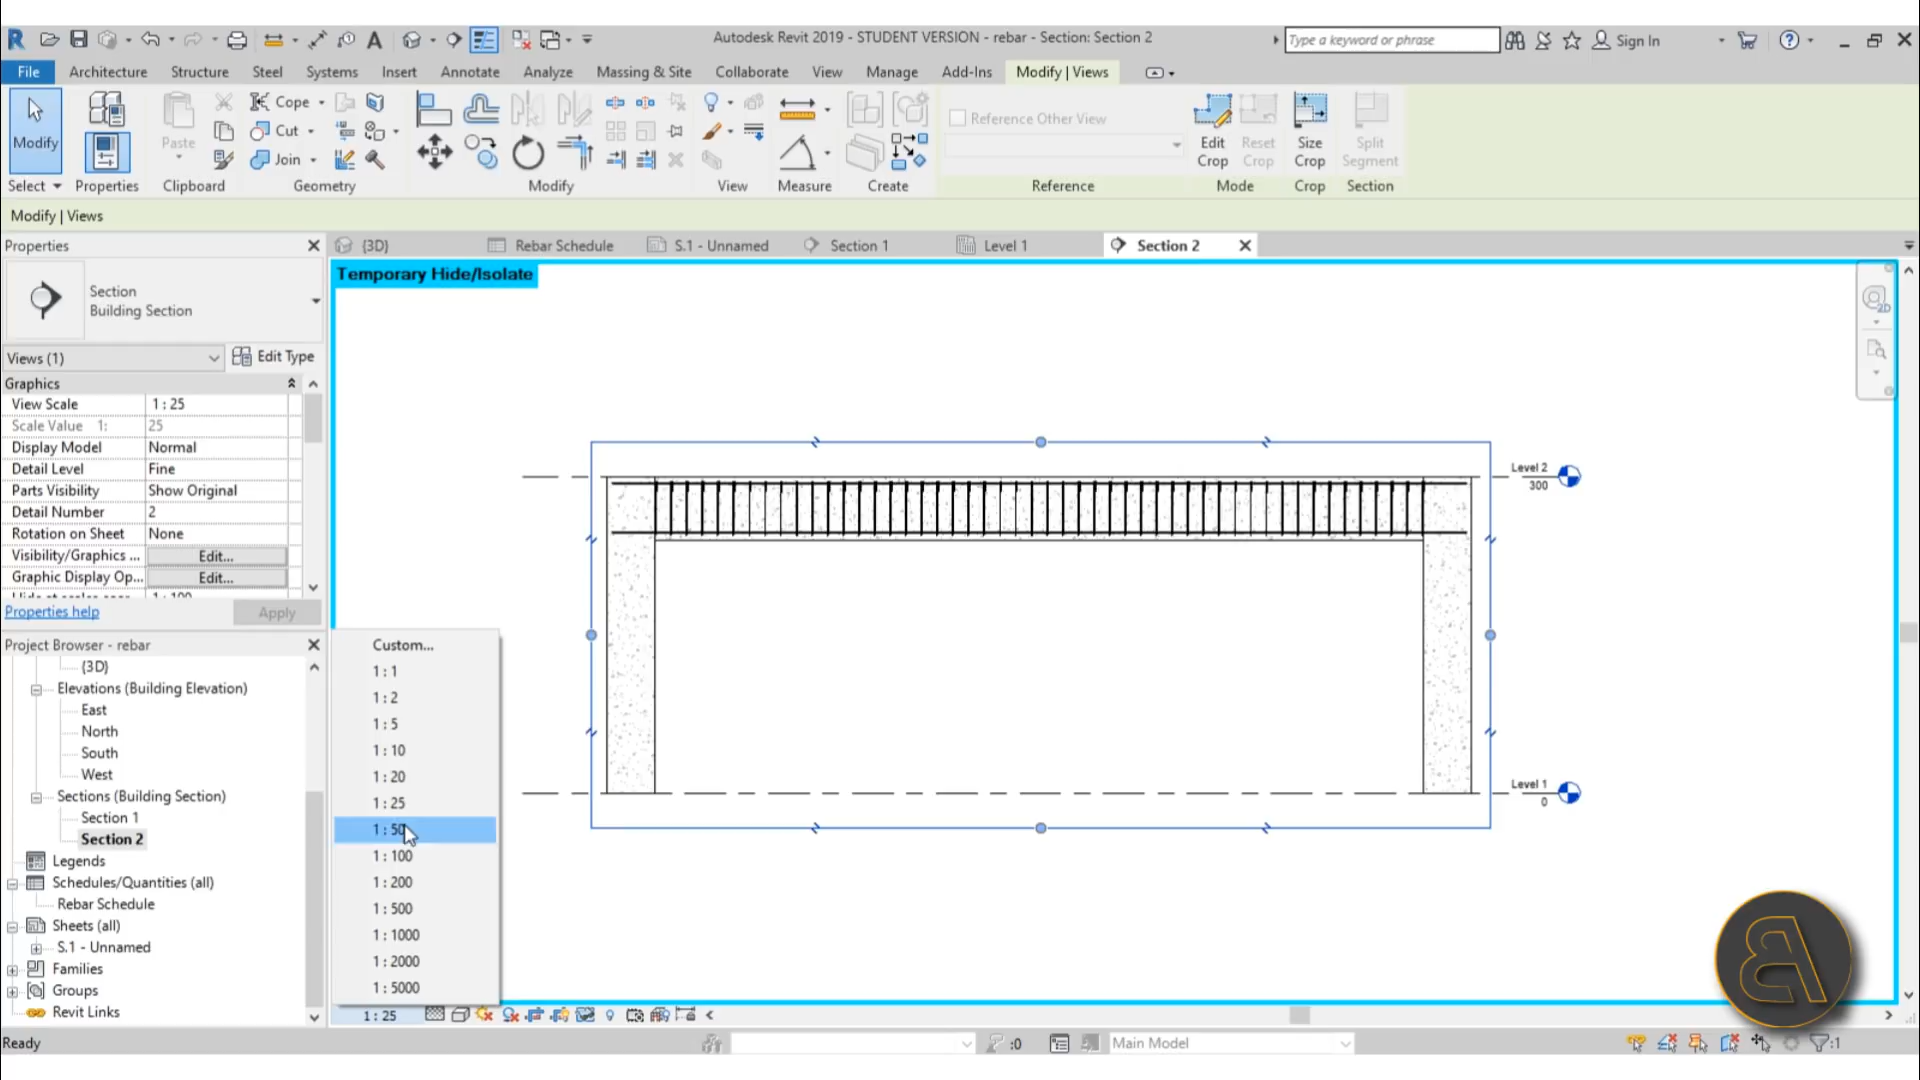 Autodesk Revit 2019 - STUDENT VERSION - rebar - Section: Section 2
Type a keyword or phrase
Sign In
File
Architecture
Structure
Steel
Systems
Insert
Annotate
Analyze
Massing & Site
Collaborate
View
Manage
Add-Ins
Modify | Views
Modify
Paste
Cope
Cut
Join
Reference Other View
Edit Crop
Reset Crop
Size Crop
Split Segment
Select
Properties
Clipboard
Geometry
Modify
View
Measure
Create
Reference
Mode
Crop
Section
Modify | Views
Properties
{3D}
Rebar Schedule
S.1 - Unnamed
Section 1
Level 1
Section 2
Temporary Hide/Isolate
Section
Building Section
Views (1)
Edit Type
Graphics
View Scale 1 : 25
Scale Value 1: 25
Display Model Normal
Detail Level Fine
Parts Visibility Show Original
Detail Number 2
Rotation on Sheet None
Visibility/Graphics ... Edit...
Graphic Display Op... Edit...
Properties help
Apply
Level 2
300
Level 1
0
Project Browser - rebar
{3D}
Elevations (Building Elevation)
East
North
South
West
Sections (Building Section)
Section 1
Section 2
Legends
Schedules/Quantities (all)
Rebar Schedule
Sheets (all)
S.1 - Unnamed
Families
Groups
Revit Links
Custom...
1 : 1
1 : 2
1 : 5
1 : 10
1 : 20
1 : 25
1 : 50
1 : 100
1 : 200
1 : 500
1 : 1000
1 : 2000
1 : 5000
1 : 25
Ready
:0
Main Model
:1